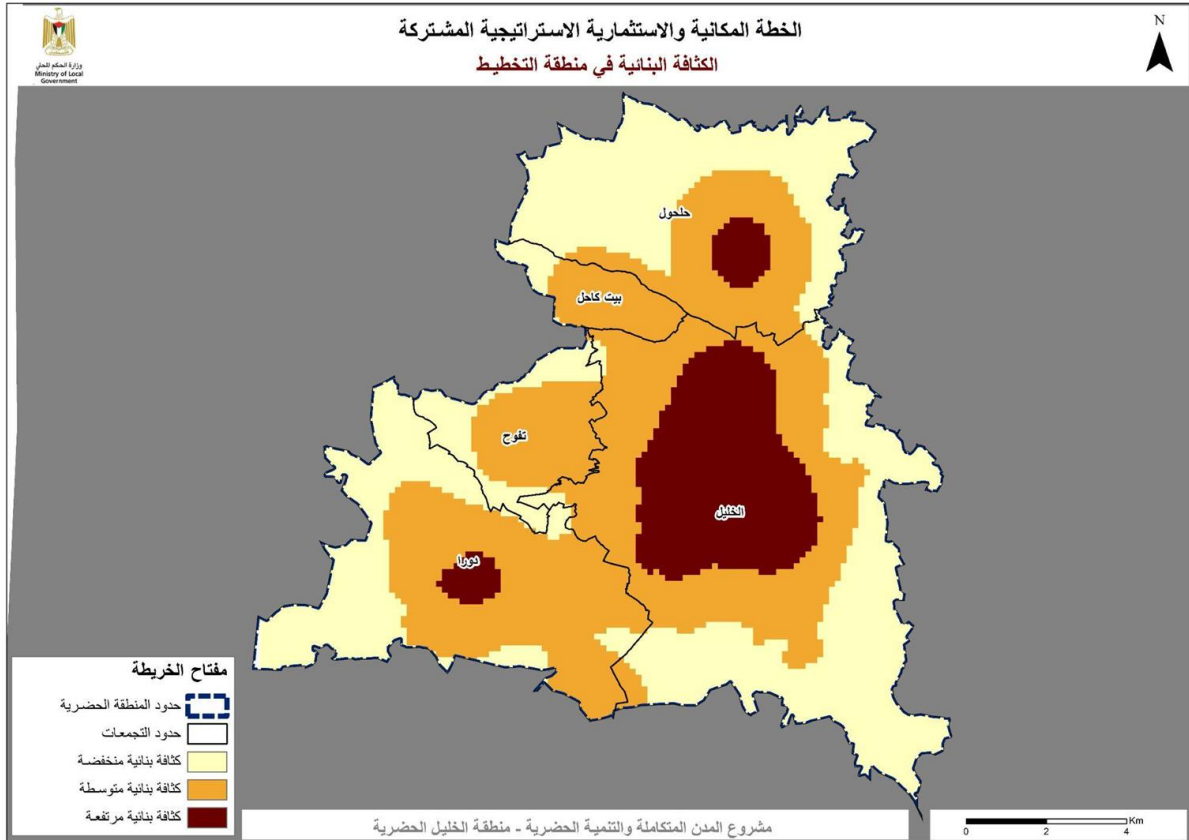 الخطة المكانية والاستثمارية الاستراتيجية المشتركة
الكثافة البنائية في منطقة التخطيط
وزارة الحكم المحلي
Ministry of Local
Government
N
حلحول
بيت كاحل
تفوح
الخليل
دورا
مفتاح الخريطة
حدود المنطقة الحضرية
حدود التجمعات
كثافة بنائية منخفضة
كثافة بنائية متوسطة
كثافة بنائية مرتفعة
مشروع المدن المتكاملة والتنمية الحضرية - منطقة الخليل الحضرية
Km
0 2 4